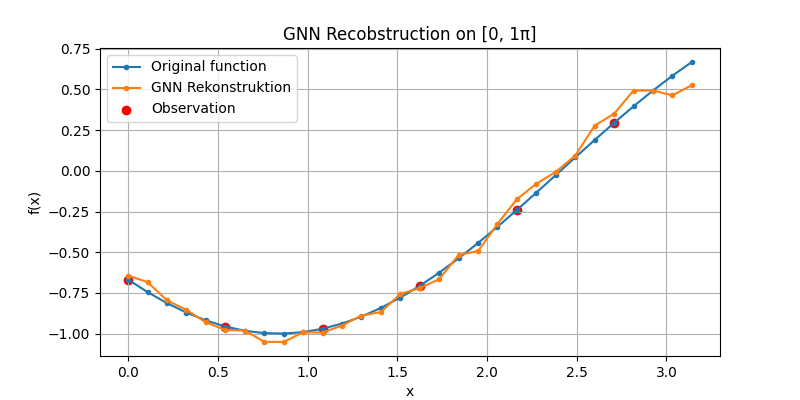 GNN Recobstruction on [0, 1π]
Original function
GNN Rekonstruktion
Observation
f(x)
0.75
0.50
0.25
0.00
−0.25
−0.50
−0.75
−1.00
0.0 0.5 1.0 1.5 2.0 2.5 3.0
x